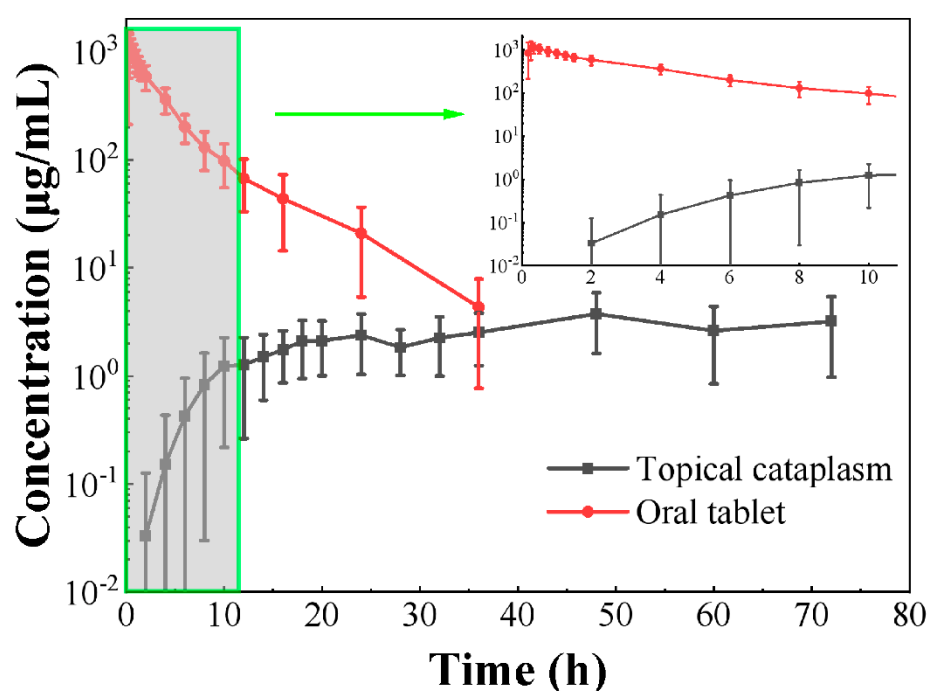 Concentration (μg/mL)
10³
10²
10¹
10⁰
10⁻¹
10⁻²
0 10 20 30 40 50 60 70 80
Time (h)
10³
10²
10¹
10⁰
10⁻¹
10⁻²
0 2 4 6 8 10
Topical cataplasm
Oral tablet